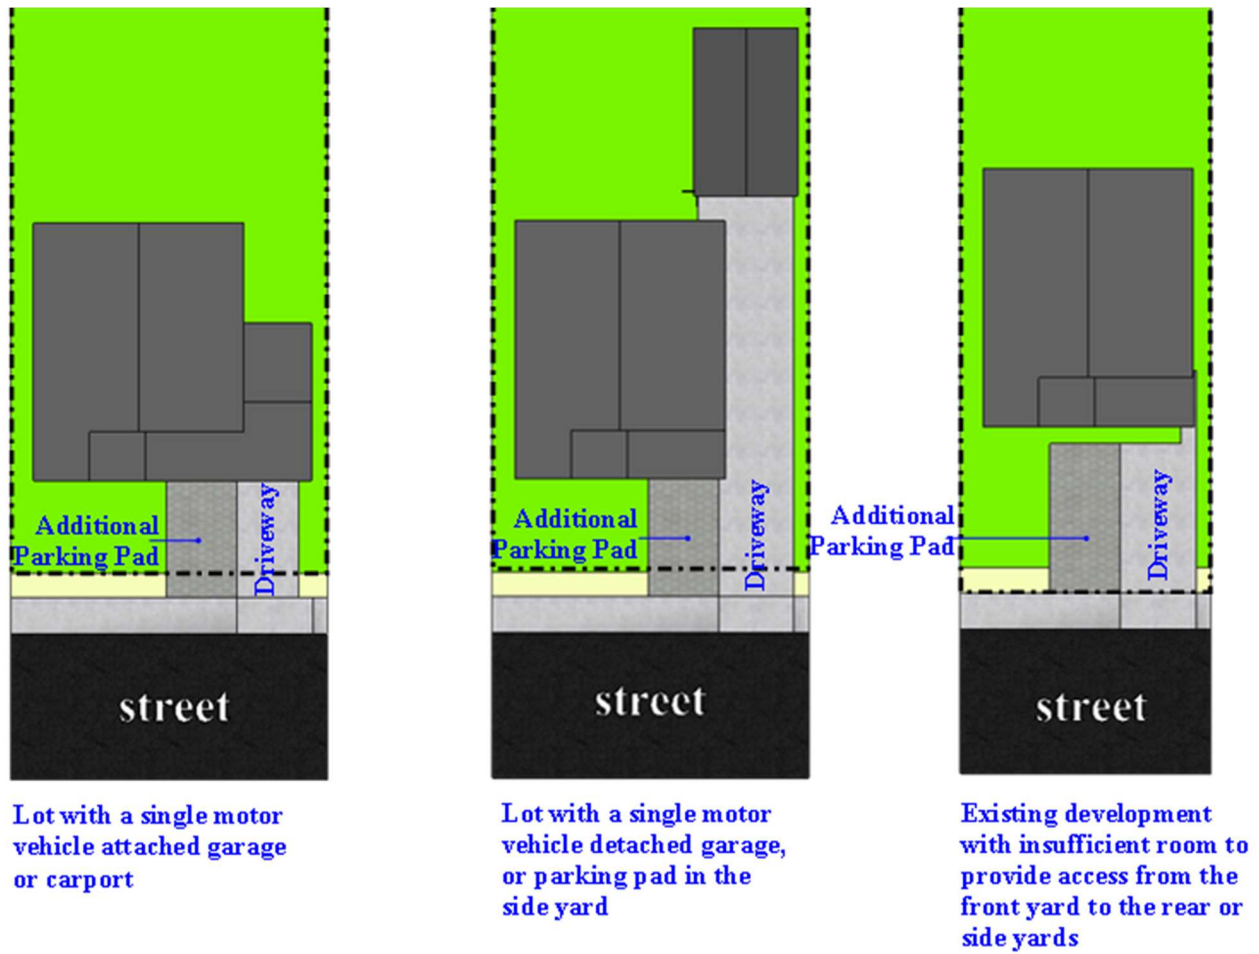 Additional
Parking Pad
Driveway
street
Lot with a single motor
vehicle attached garage
or carport
Additional
Parking Pad
Driveway
street
Lot with a single motor
vehicle detached garage,
or parking pad in the
side yard
Additional
Parking Pad
Driveway
street
Existing development
with insufficient room to
provide access from the
front yard to the rear or
side yards